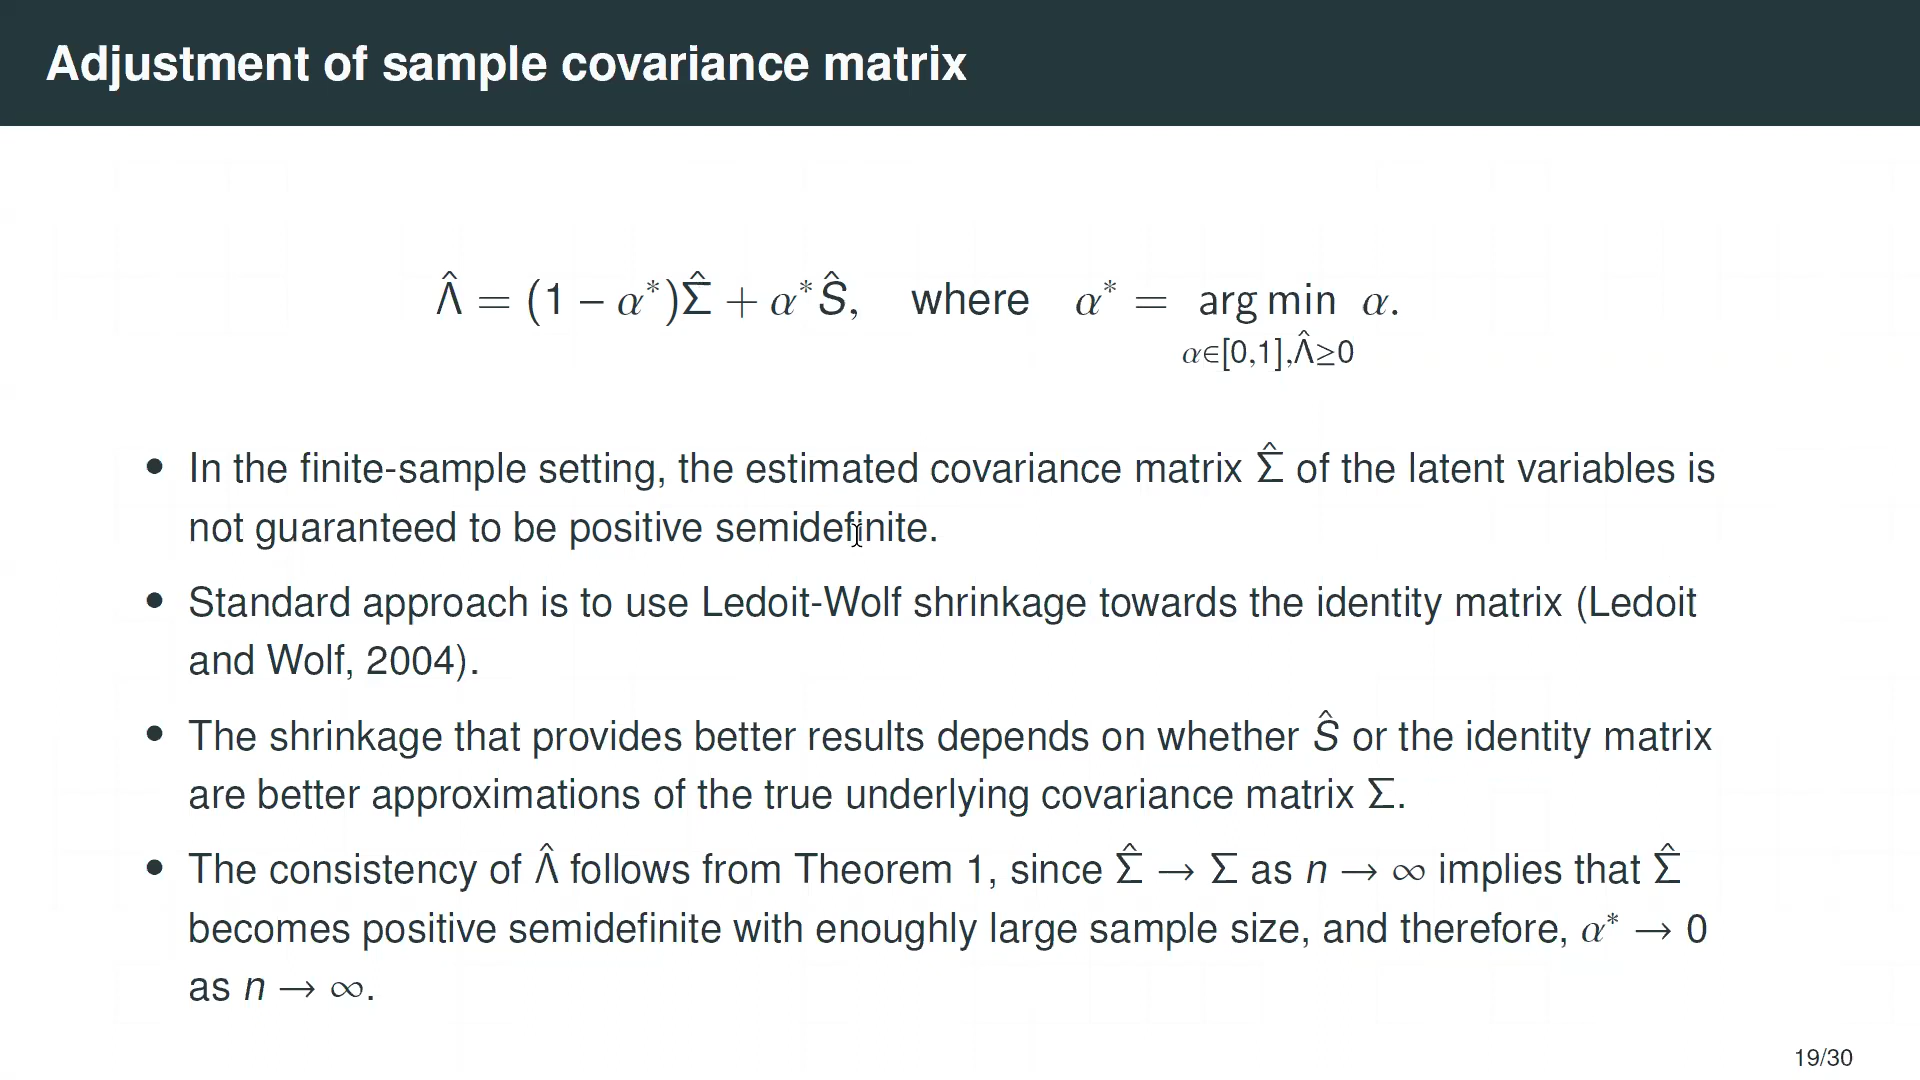 Adjustment of sample covariance matrix
Λ̂ = (1 − α*)Σ̂ + α*Ŝ, where α* = arg min α.
α∈[0,1],Λ̂≥0
• In the finite-sample setting, the estimated covariance matrix Σ̂ of the latent variables is
not guaranteed to be positive semidefinite.
• Standard approach is to use Ledoit-Wolf shrinkage towards the identity matrix (Ledoit
and Wolf, 2004).
• The shrinkage that provides better results depends on whether Ŝ or the identity matrix
are better approximations of the true underlying covariance matrix Σ.
• The consistency of Λ̂ follows from Theorem 1, since Σ̂ → Σ as n → ∞ implies that Σ̂
becomes positive semidefinite with enoughly large sample size, and therefore, α* → 0
as n → ∞.
19/30